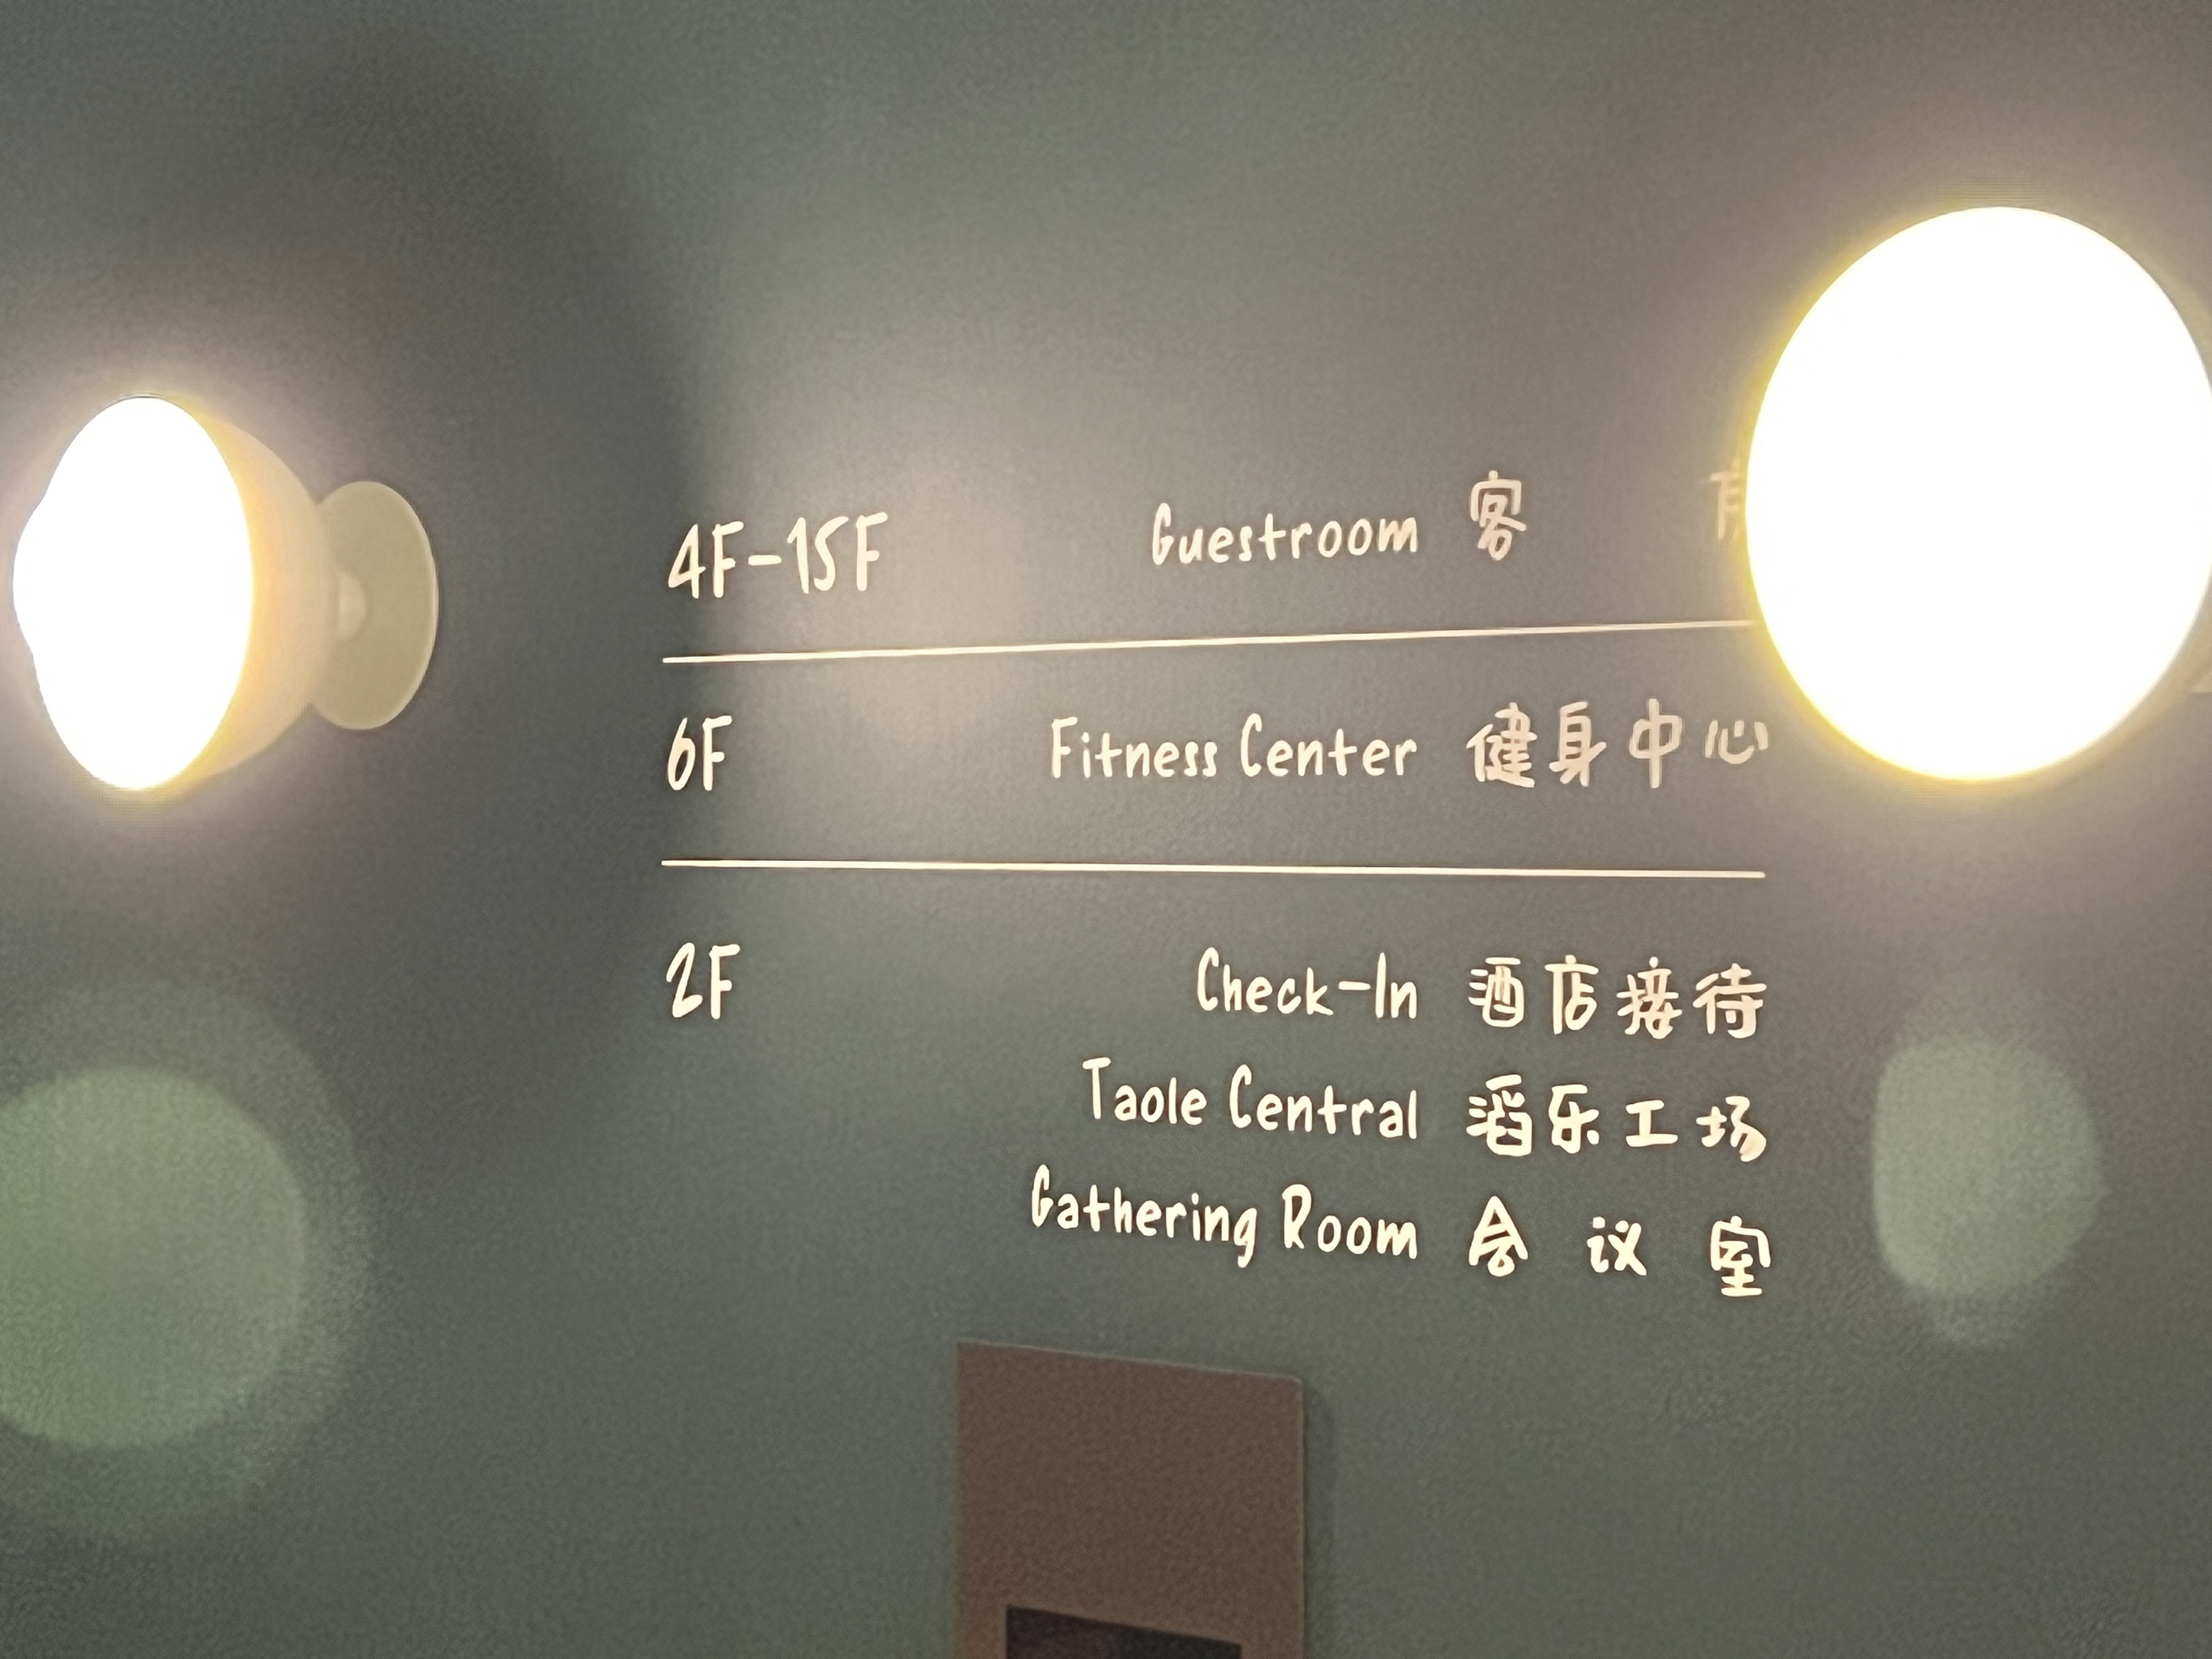 4F-15F Guestroom 客
6F Fitness Center 健身中心
2F Check-In 酒店接待
Taole Central 滔乐工场
Gathering Room 会议室